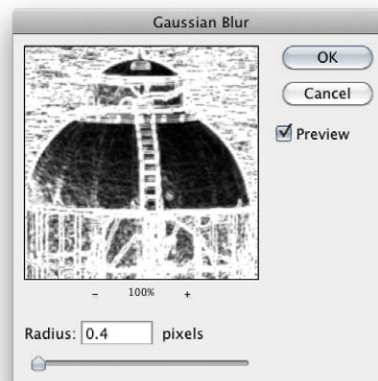 Gaussian Blur
OK
Cancel
Preview
− 100% +
Radius: 0.4 pixels